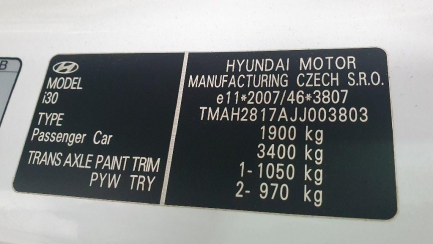 B
MODEL
i30
TYPE
Passenger Car
TRANS AXLE PAINT TRIM
PYW TRY
HYUNDAI MOTOR
MANUFACTURING CZECH S.R.O.
e11*2007/46*3807
TMAH2817AJJ003803
1900 kg
3400 kg
1-1050 kg
2- 970 kg